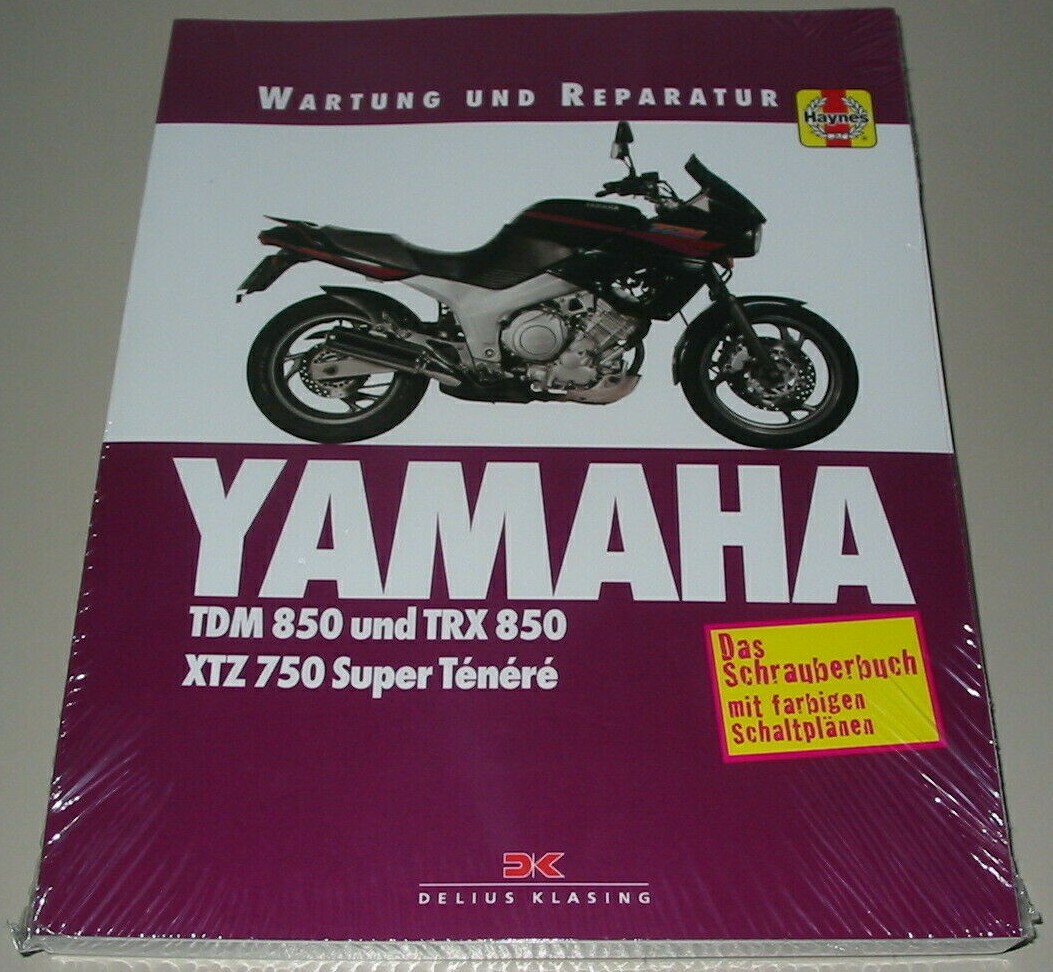 WARTUNG UND REPARATUR
Haynes
YAMAHA
YAMAHA
TDM 850 und TRX 850
XTZ 750 Super Ténéré
Das
Schrauberbuch
mit farbigen
Schaltplänen
DK
DELIUS KLASING